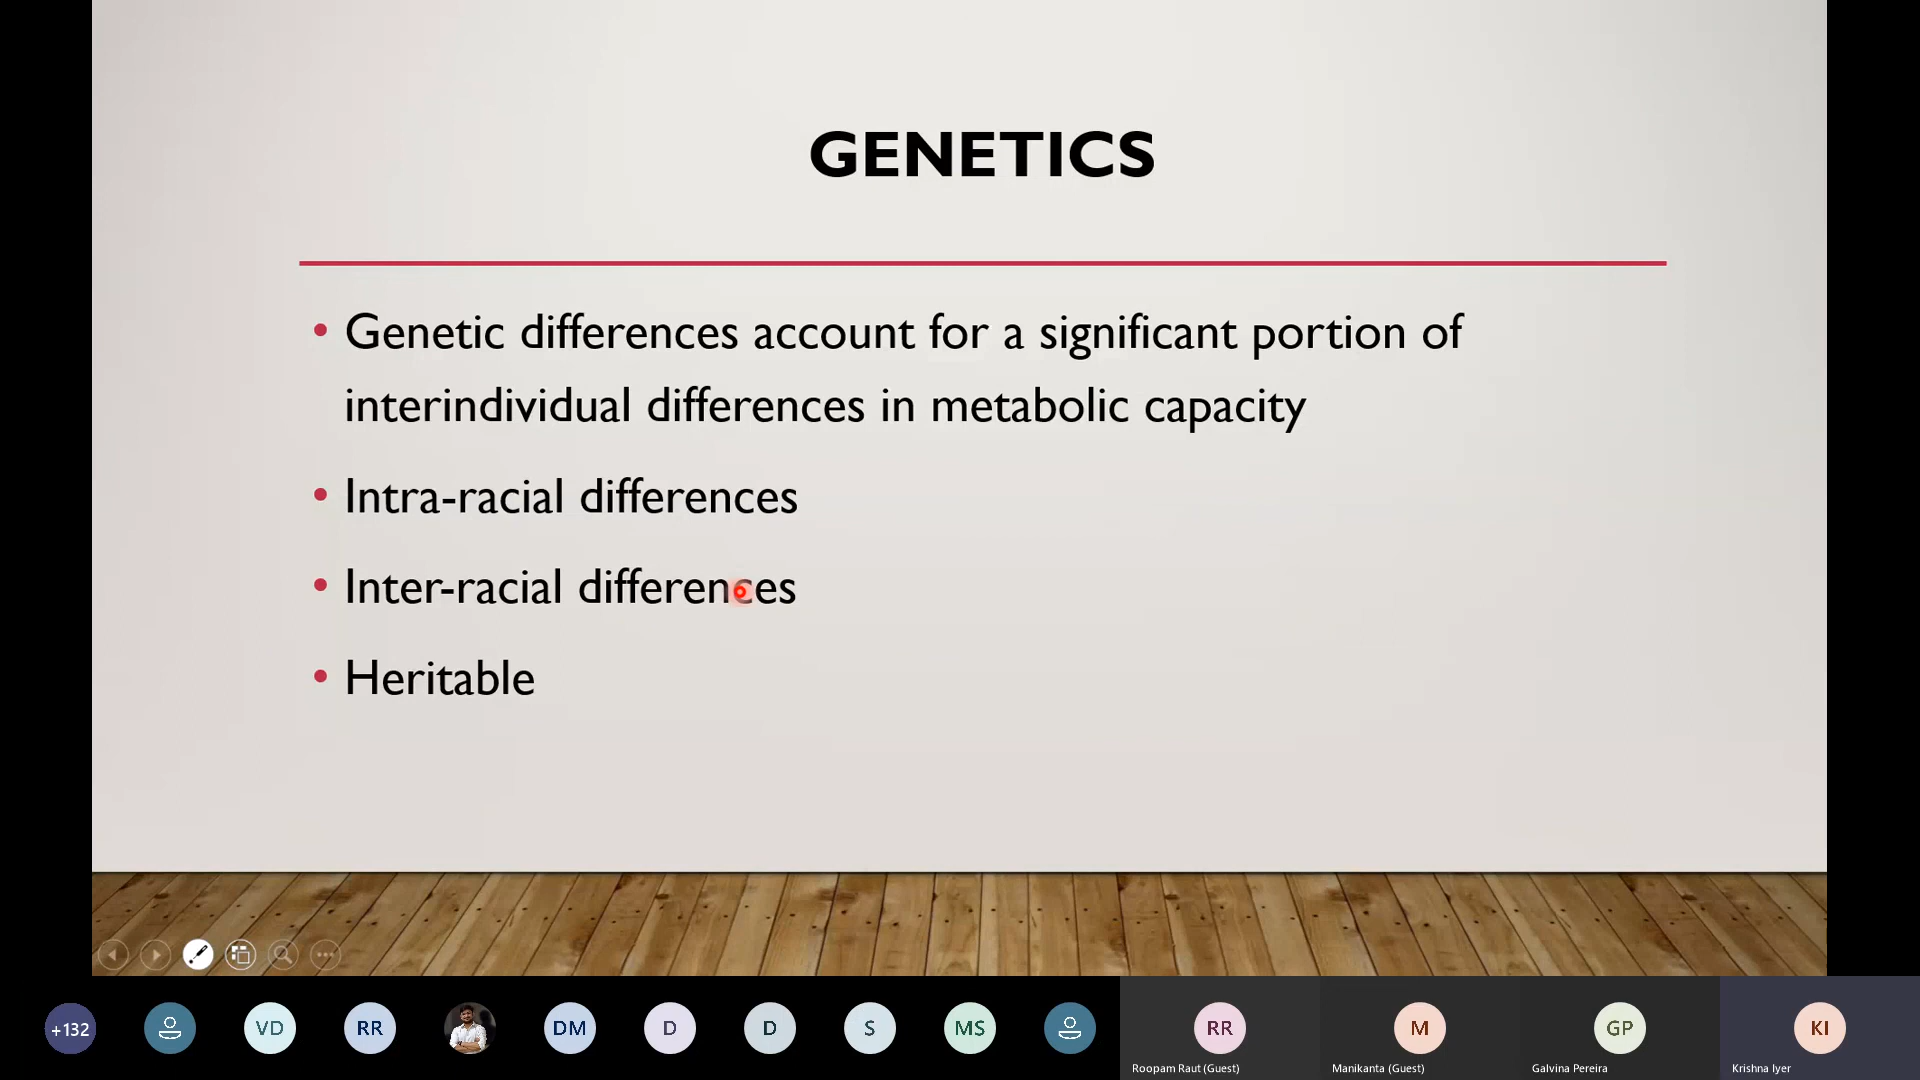 GENETICS
• Genetic differences account for a significant portion of
interindividual differences in metabolic capacity
• Intra-racial differences
• Inter-racial differences
• Heritable
+132
VD
RR
DM
D
D
S
MS
RR
M
GP
KI
Roopam Raut (Guest)
Manikanta (Guest)
Galvina Pereira
Krishna Iyer